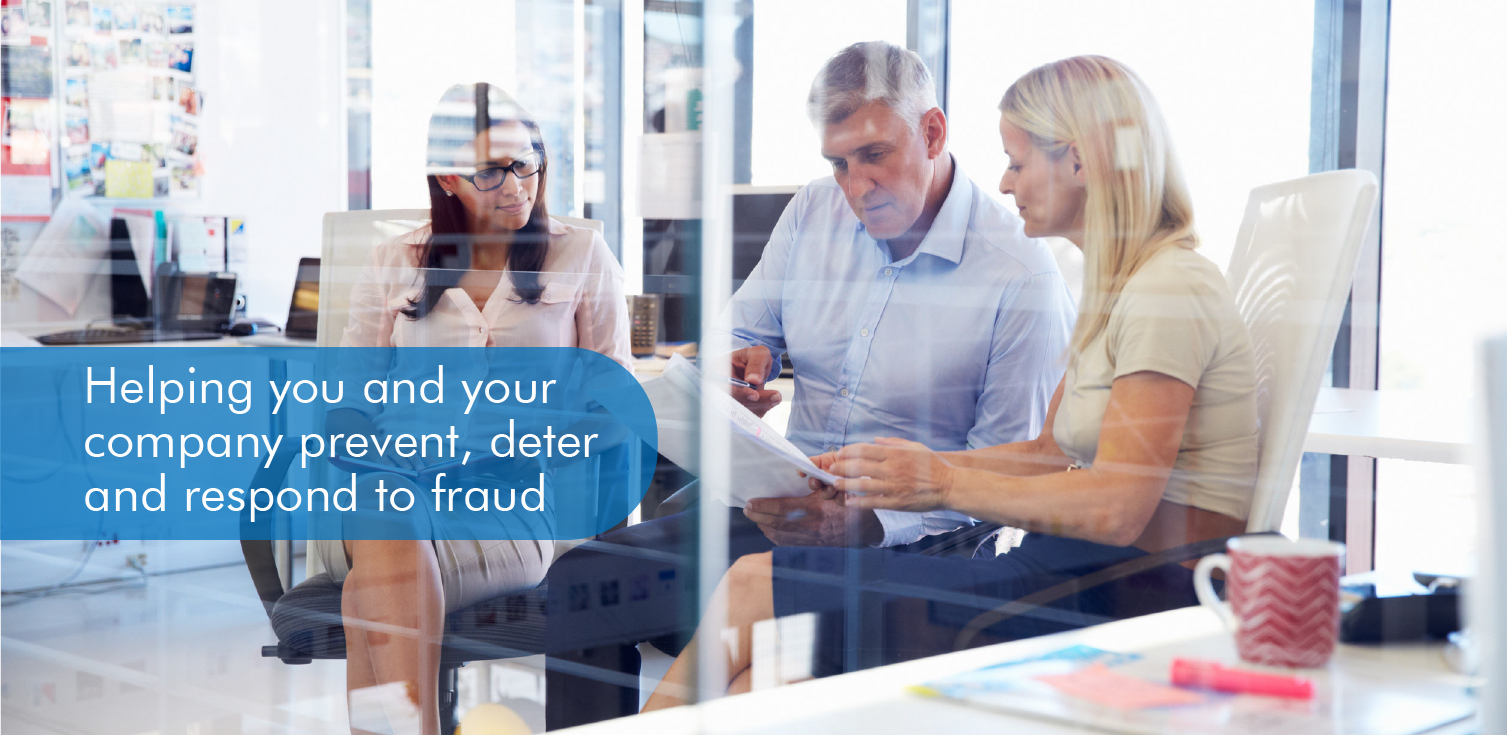 Helping you and your
company prevent, deter
and respond to fraud